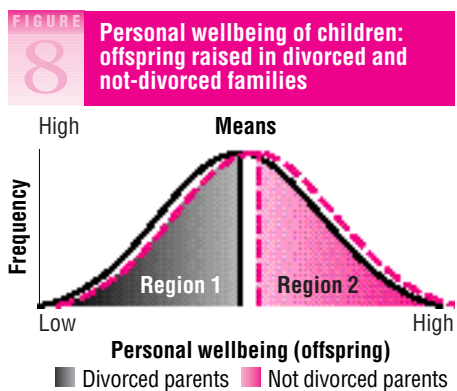 FIGURE
8
Personal wellbeing of children:
offspring raised in divorced and
not-divorced families
High
Means
Frequency
Region 1
Region 2
Low
High
Personal wellbeing (offspring)
Divorced parents
Not divorced parents